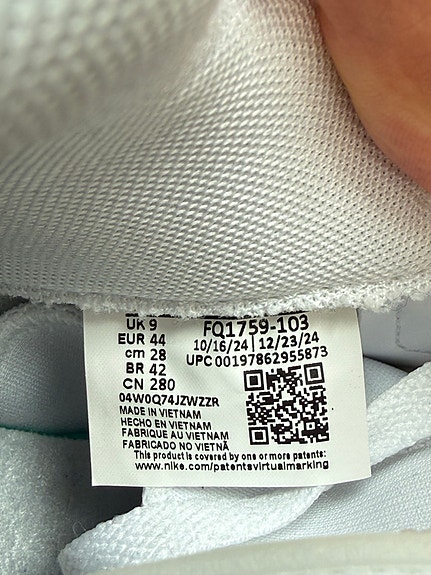 UK 9
FQ1759-103
EUR 44
10/16/24 | 12/23/24
cm 28
UPC 00197862955873
BR 42
CN 280
04W0Q74JZWZZR
MADE IN VIETNAM
HECHO EN VIETNAM
FABRIQUE AU VIETNAM
FABRICADO NO VIETNÃ
This product is covered by one or more patents:
www.nike.com/patentsvirtualmarking